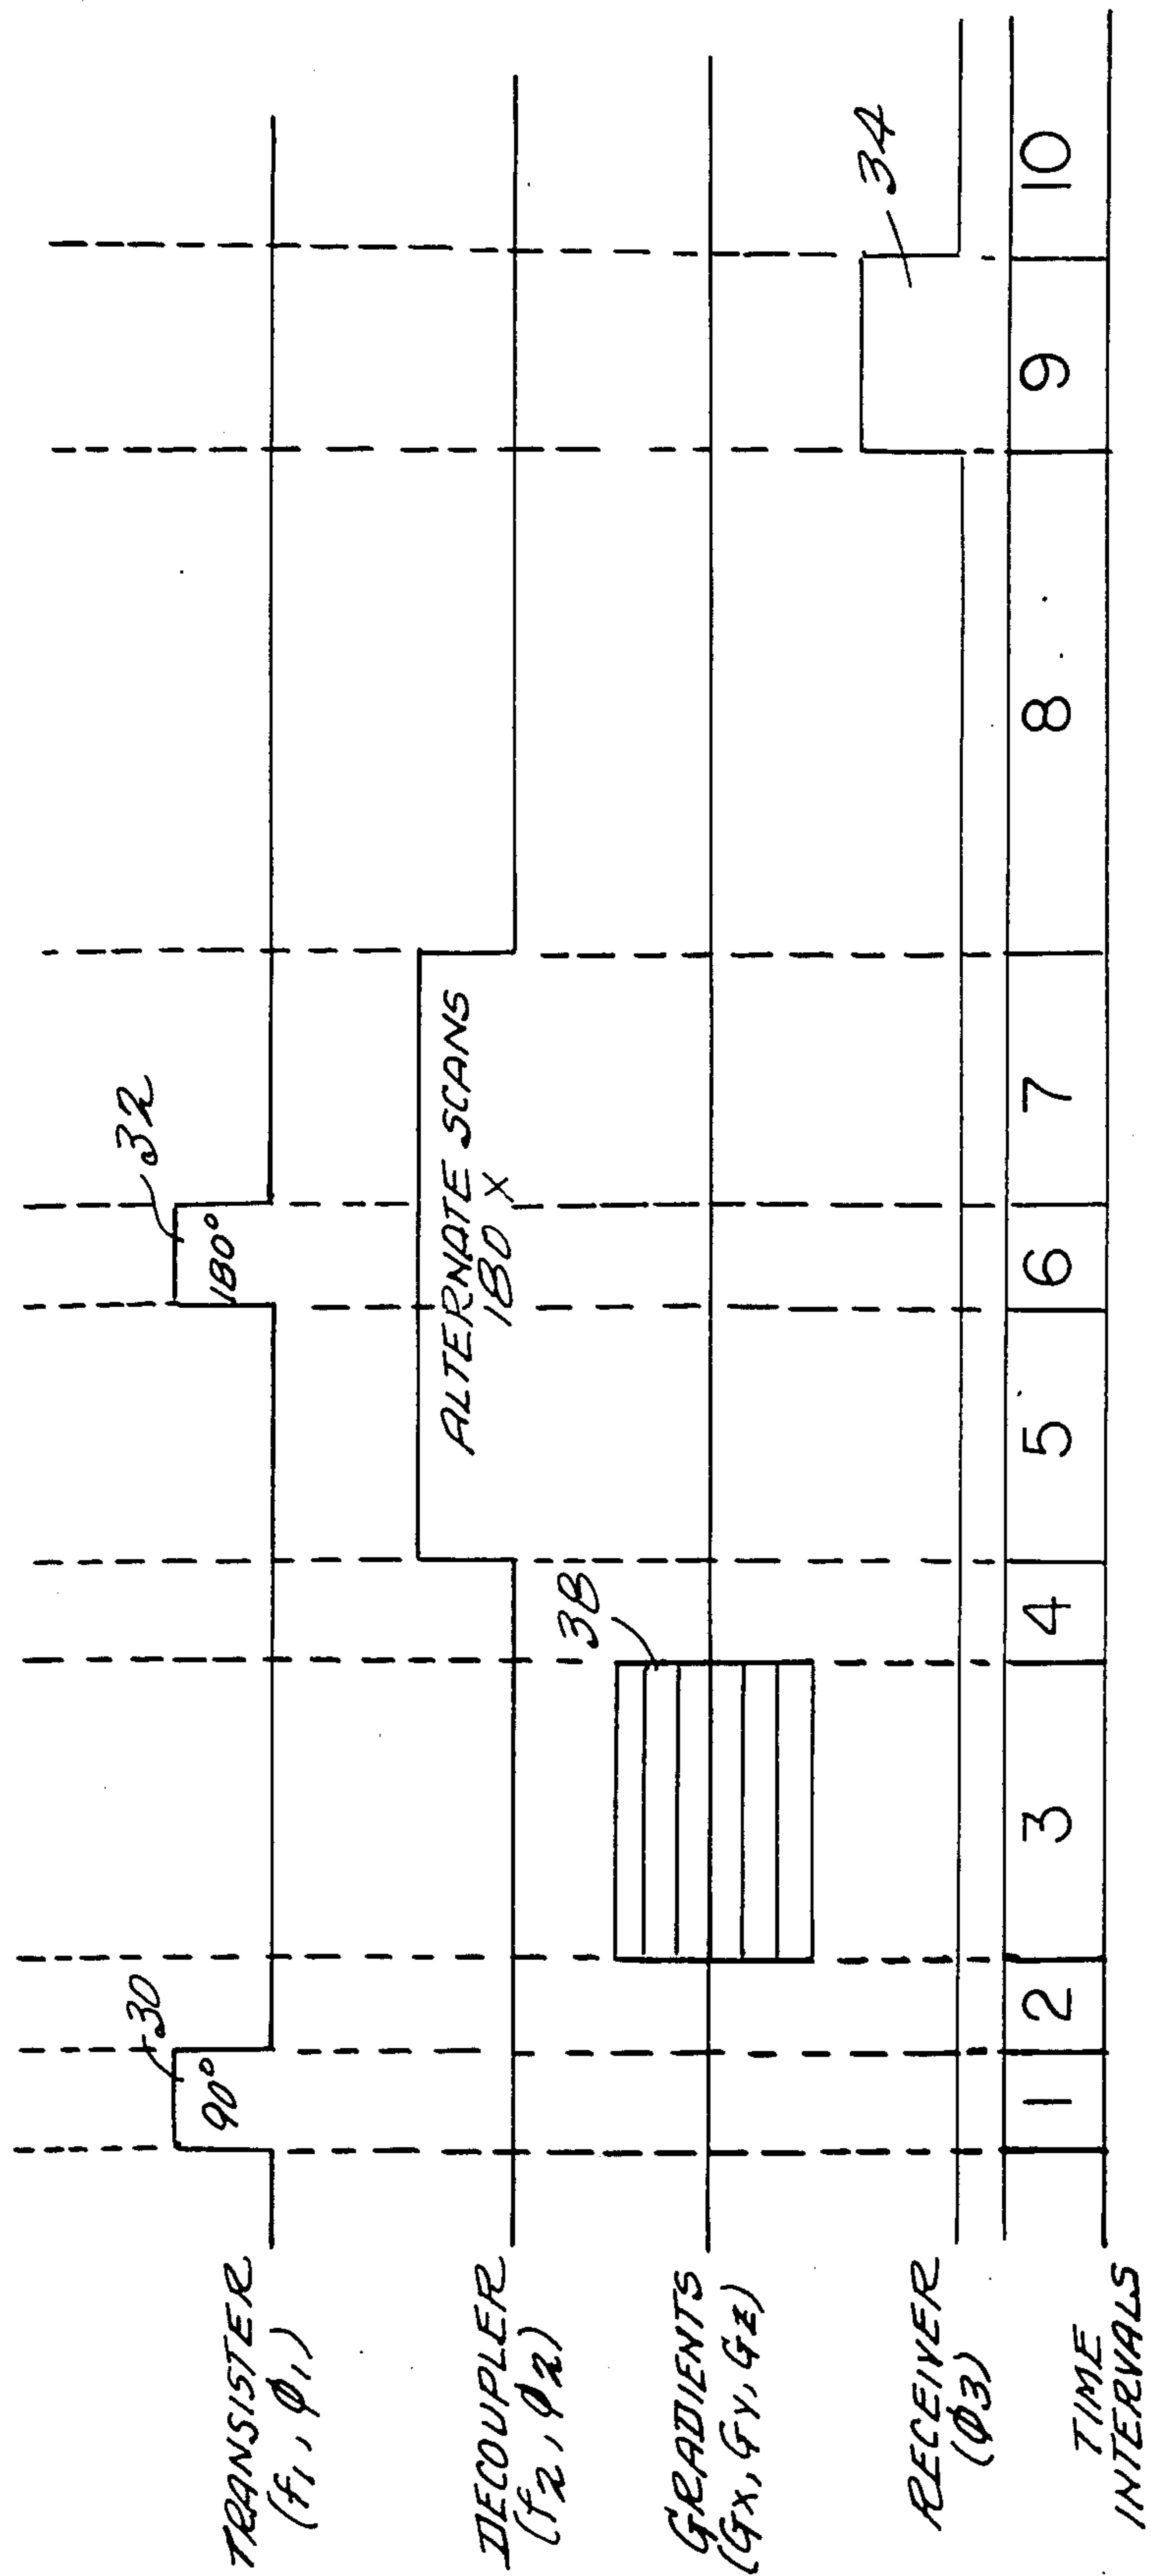 TRANSISTER
(f1, φ1)
90°
30
180°
32
DECOUPLER
(f2, φ2)
ALTERNATE SCANS
180 X
GRADIENTS
(Gx, Gy, Gz)
38
RECEIVER
(φ3)
34
TIME
INTERVALS
1 2 3 4 5 6 7 8 9 10